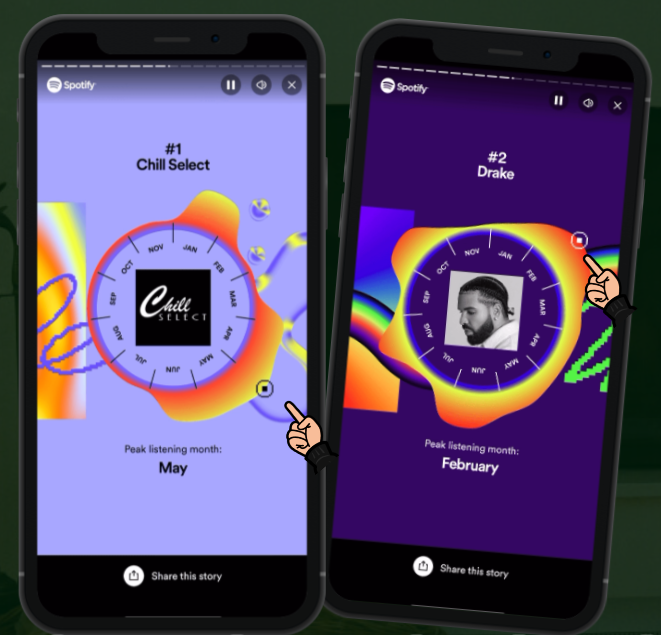 Spotify
#1
Chill Select
JAN
FEB
MAR
APR
MAY
JUN
JUL
AUG
SEP
OCT
NOV
Chill
SELECT
Peak listening month:
May
Share this story
Spotify
#2
Drake
JAN
FEB
MAR
APR
MAY
JUN
JUL
AUG
SEP
OCT
NOV
Peak listening month:
February
Share this story